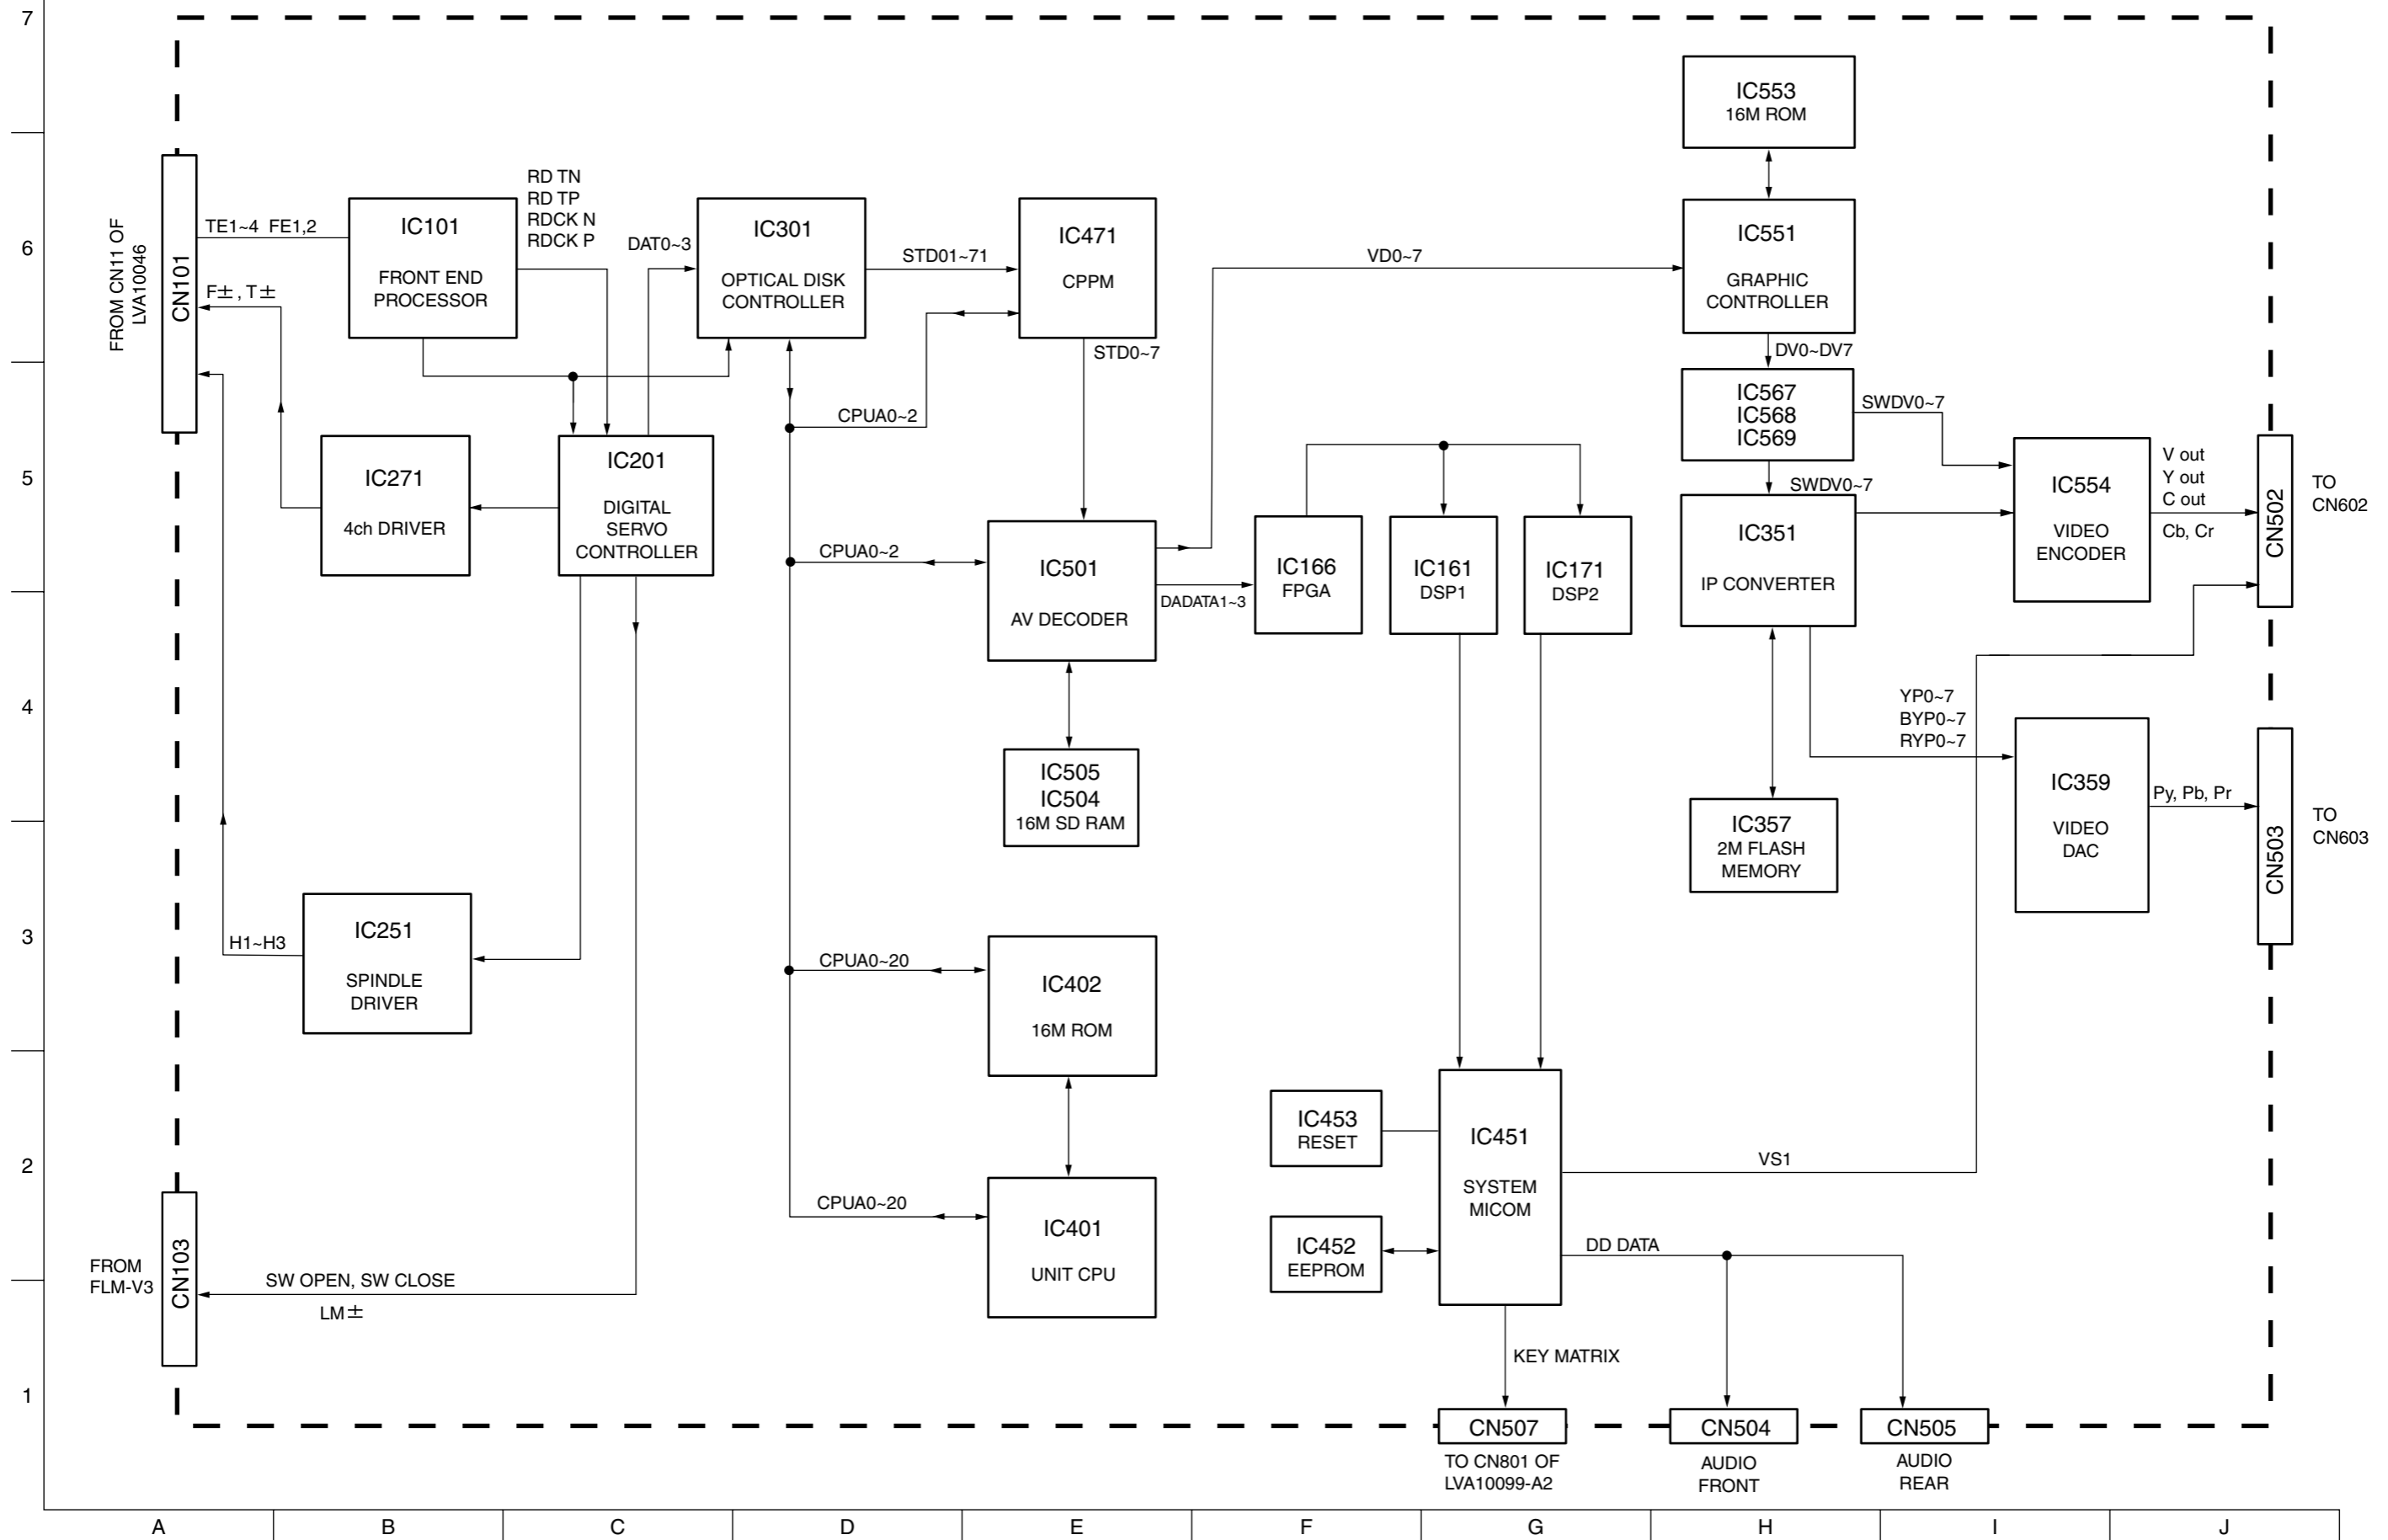 7
6
5
4
3
2
1
A
B
C
D
E
F
G
H
I
J
FROM CN11 OF
LVA10046
CN101
TE1~4 FE1,2
F±, T±
IC101
FRONT END
PROCESSOR
RD TN
RD TP
RDCK N
RDCK P
DAT0~3
IC301
OPTICAL DISK
CONTROLLER
STD01~71
IC471
CPPM
STD0~7
VD0~7
IC553
16M ROM
IC551
GRAPHIC
CONTROLLER
DV0~DV7
IC567
IC568
IC569
SWDV0~7
SWDV0~7
IC271
4ch DRIVER
IC201
DIGITAL
SERVO
CONTROLLER
CPUA0~2
CPUA0~2
IC501
AV DECODER
DADATA1~3
IC166
FPGA
IC161
DSP1
IC171
DSP2
IC351
IP CONVERTER
IC554
VIDEO
ENCODER
V out
Y out
C out
Cb, Cr
CN502
TO
CN602
IC505
IC504
16M SD RAM
YP0~7
BYP0~7
RYP0~7
IC357
2M FLASH
MEMORY
IC359
VIDEO
DAC
Py, Pb, Pr
CN503
TO
CN603
H1~H3
IC251
SPINDLE
DRIVER
CPUA0~20
IC402
16M ROM
CPUA0~20
IC401
UNIT CPU
IC453
RESET
IC452
EEPROM
IC451
SYSTEM
MICOM
VS1
DD DATA
KEY MATRIX
FROM
FLM-V3
CN103
SW OPEN, SW CLOSE
LM±
CN507
TO CN801 OF
LVA10099-A2
CN504
AUDIO
FRONT
CN505
AUDIO
REAR